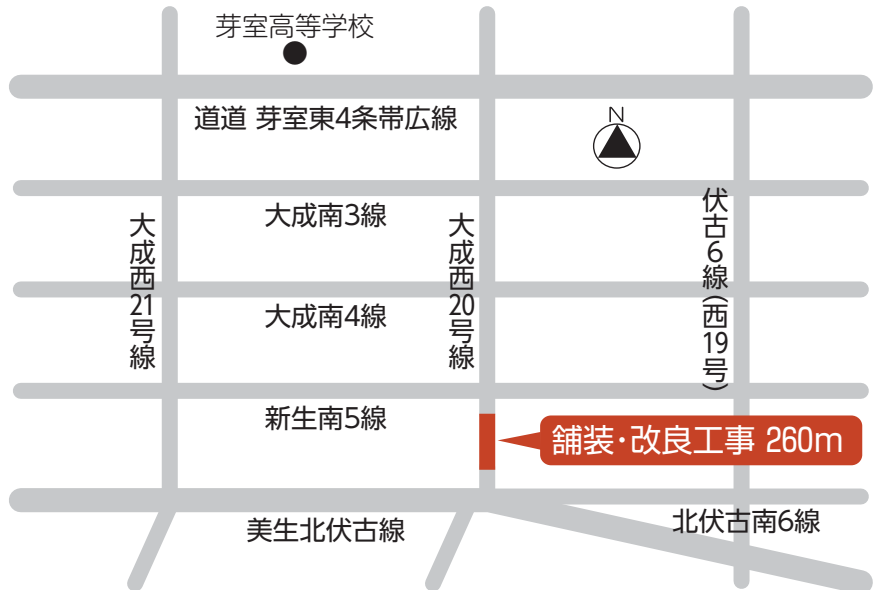 芽室高等学校
道道 芽室東4条帯広線
N
大成南3線
大成西21号線
大成西20号線
伏古6線(西19号)
大成南4線
新生南5線
舗装・改良工事 260m
美生北伏古線
北伏古南6線